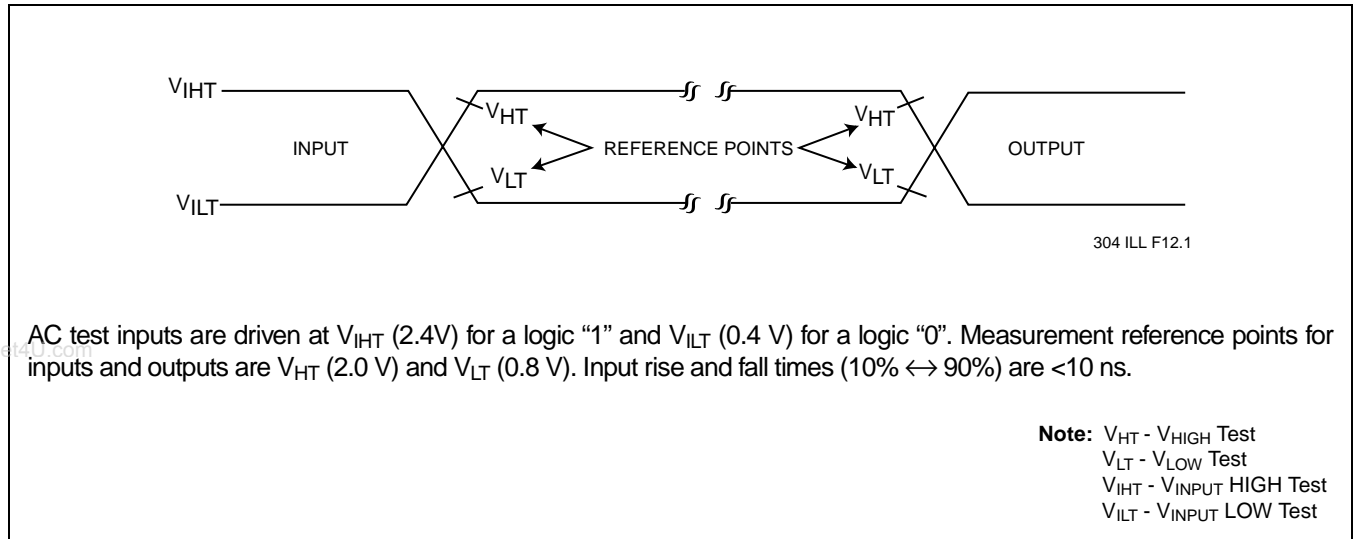 VIHT
VHT
VHT
INPUT
REFERENCE POINTS
OUTPUT
VLT
VLT
VILT
304 ILL F12.1
AC test inputs are driven at VIHT (2.4V) for a logic “1” and VILT (0.4 V) for a logic “0”. Measurement reference points for
et4U.com
inputs and outputs are VHT (2.0 V) and VLT (0.8 V). Input rise and fall times (10% ↔ 90%) are <10 ns.
Note: VHT - VHIGH Test
VLT - VLOW Test
VIHT - VINPUT HIGH Test
VILT - VINPUT LOW Test